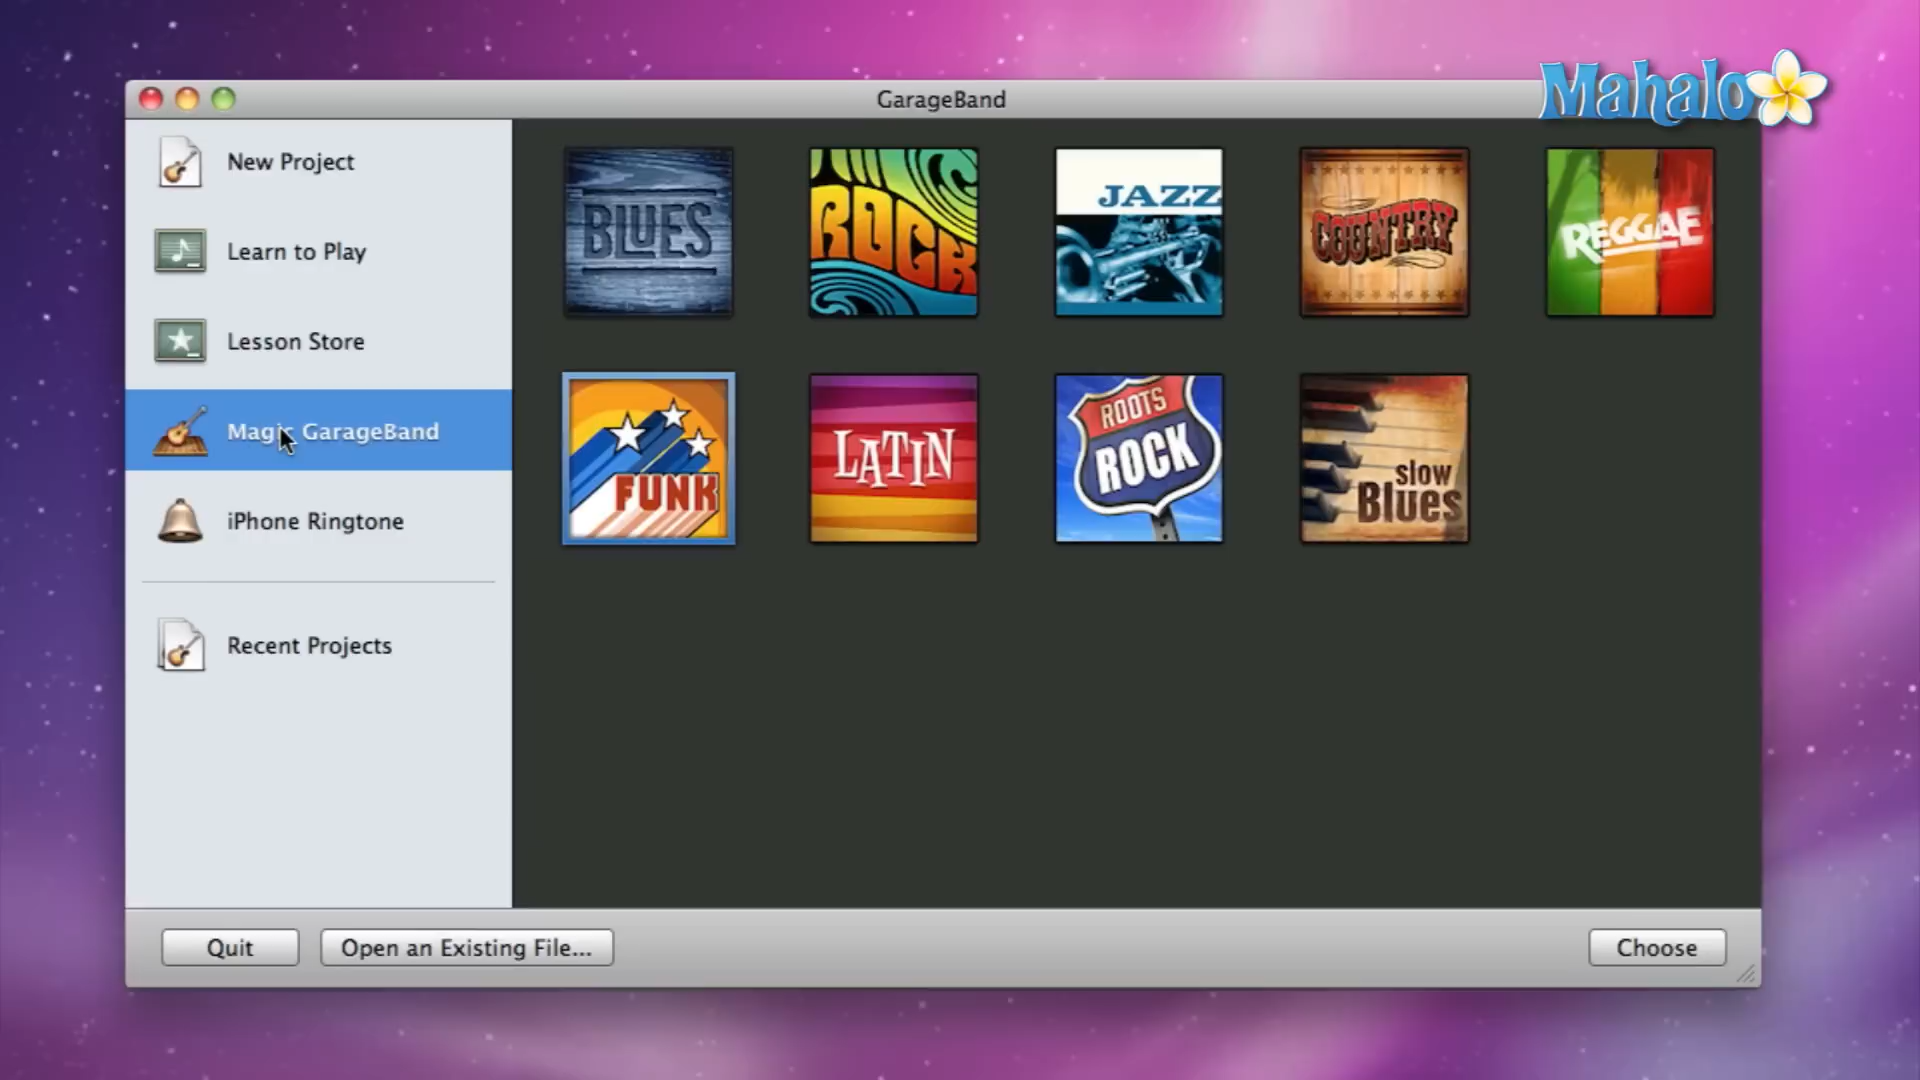 Mahalo
GarageBand
New Project
Learn to Play
Lesson Store
Magic GarageBand
iPhone Ringtone
Recent Projects
BLUES
ROCK
JAZZ
COUNTRY
REGGAE
FUNK
LATIN
ROOTS
ROCK
slow
Blues
Quit
Open an Existing File...
Choose